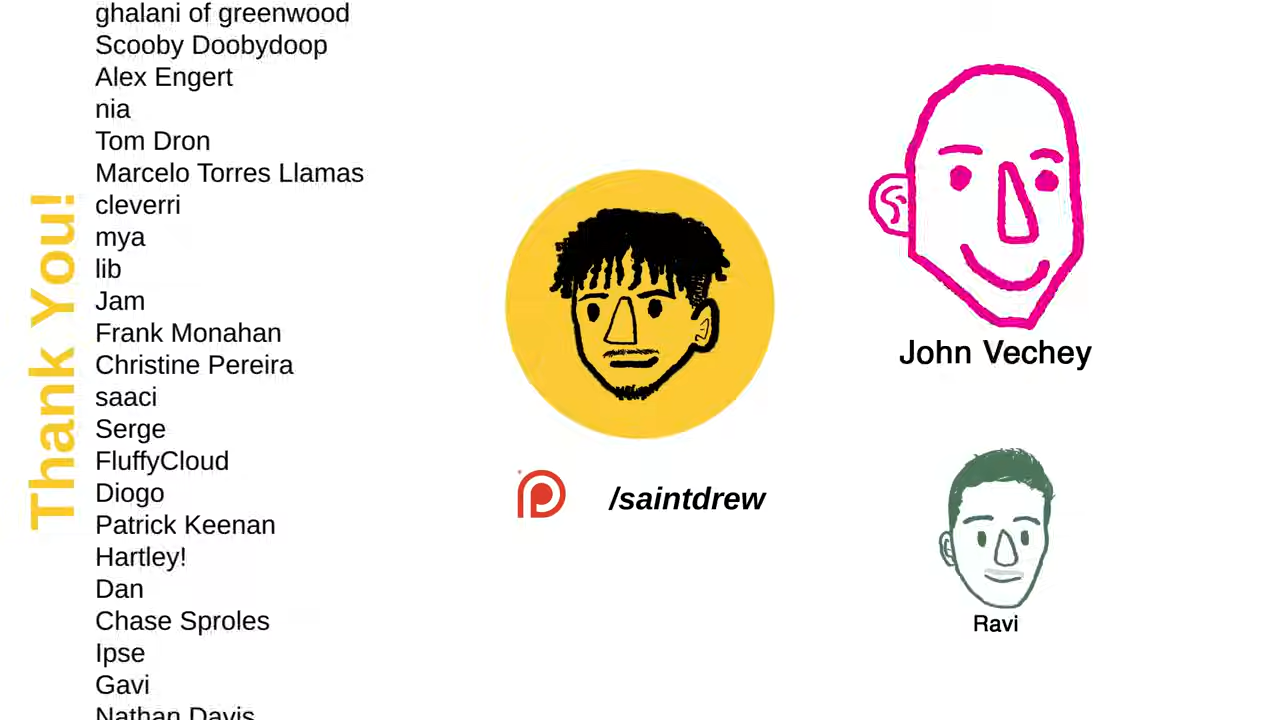 Thank You!
ghalani of greenwood
Scooby Doobydoop
Alex Engert
nia
Tom Dron
Marcelo Torres Llamas
cleverri
mya
lib
Jam
Frank Monahan
Christine Pereira
saaci
Serge
FluffyCloud
Diogo
Patrick Keenan
Hartley!
Dan
Chase Sproles
Ipse
Gavi
Nathan Davis
/saintdrew
John Vechey
Ravi